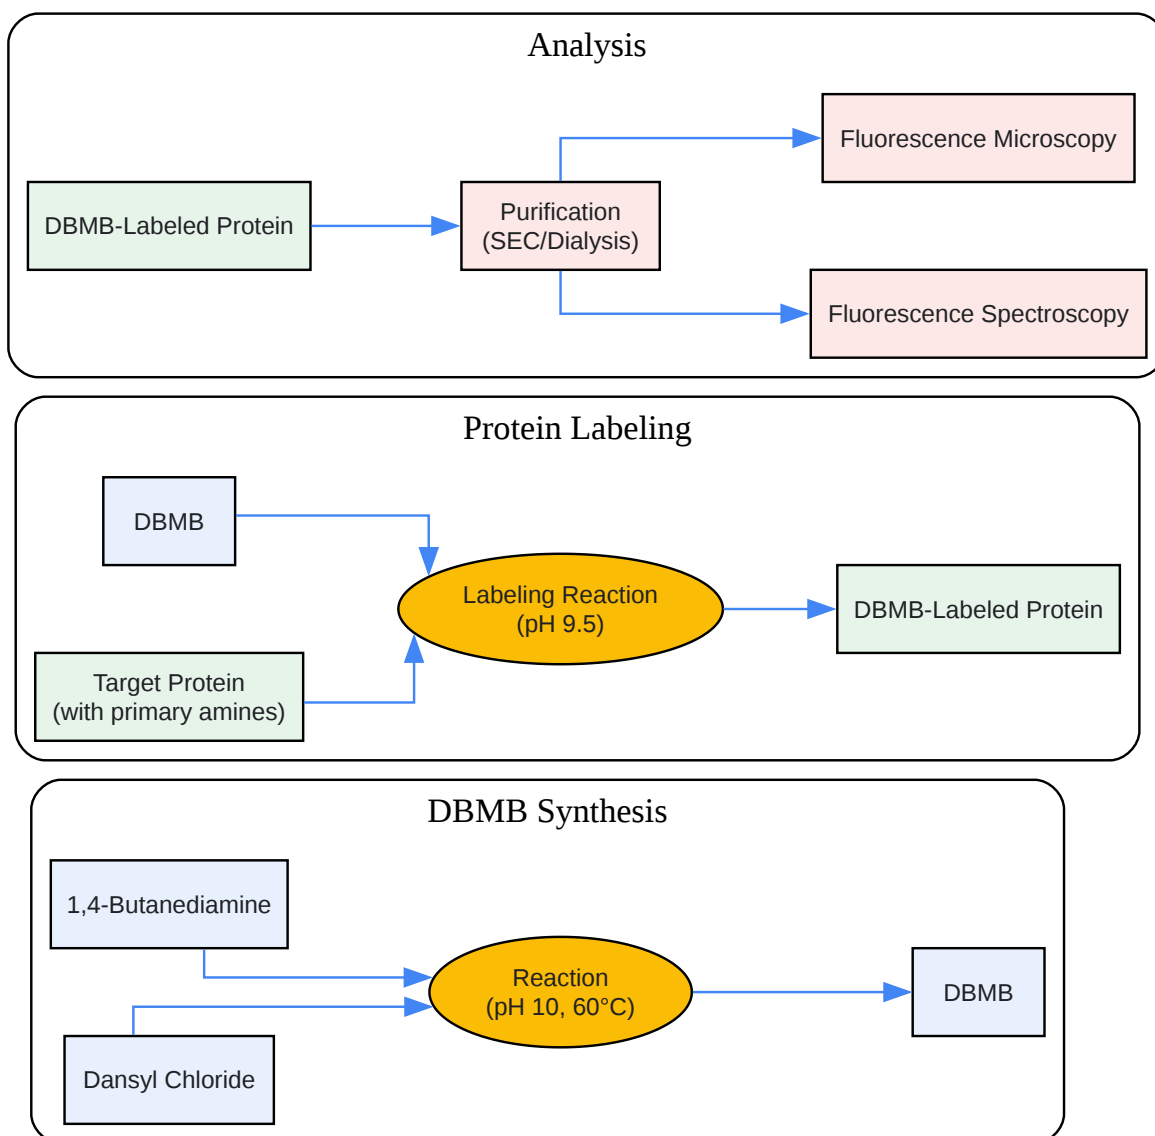 Analysis
Fluorescence Microscopy
DBMB-Labeled Protein
Purification
(SEC/Dialysis)
Fluorescence Spectroscopy
Protein Labeling
DBMB
Labeling Reaction
(pH 9.5)
DBMB-Labeled Protein
Target Protein
(with primary amines)
DBMB Synthesis
1,4-Butanediamine
Reaction
(pH 10, 60°C)
DBMB
Dansyl Chloride